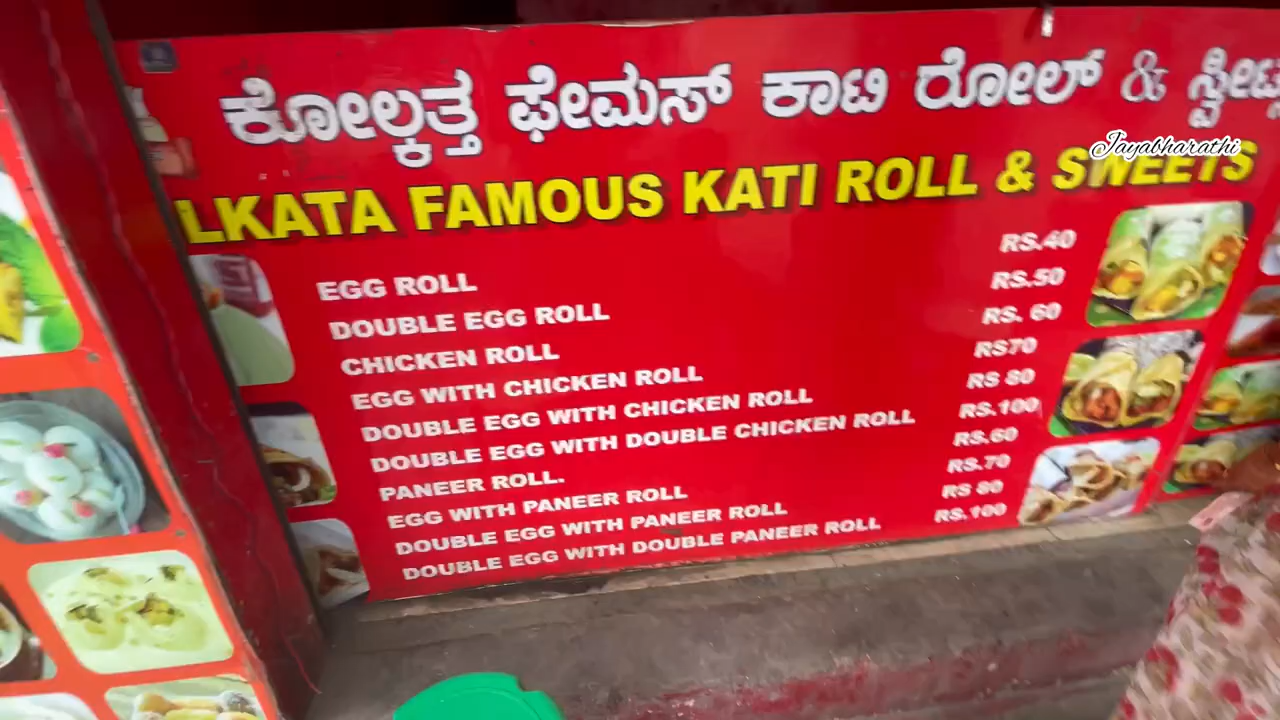 ಕೋಲ್ಕತ್ತ ಫೇಮಸ್ ಕಾಟಿ ರೋಲ್ & ಸ್ವೀಟ್ಸ
Jayabharathi
LKATA FAMOUS KATI ROLL & SWEETS
EGG ROLL RS.40
DOUBLE EGG ROLL RS.50
CHICKEN ROLL RS. 60
EGG WITH CHICKEN ROLL RS70
DOUBLE EGG WITH CHICKEN ROLL RS 80
DOUBLE EGG WITH DOUBLE CHICKEN ROLL RS.100
PANEER ROLL. RS.60
EGG WITH PANEER ROLL RS.70
DOUBLE EGG WITH PANEER ROLL RS 80
DOUBLE EGG WITH DOUBLE PANEER ROLL RS.100